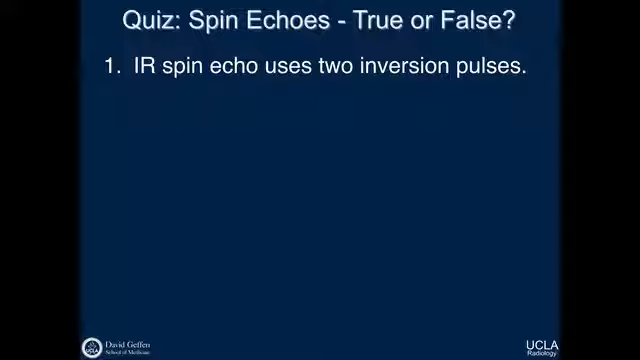 Quiz: Spin Echoes - True or False?
1. IR spin echo uses two inversion pulses.
UCLA
David Geffen
School of Medicine
UCLA
Radiology